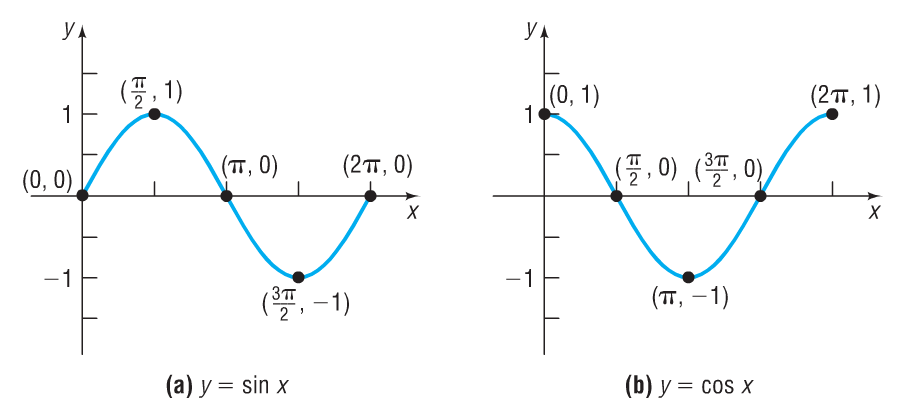 y
(π/2, 1)
1
(0, 0)
(π, 0)
(2π, 0)
x
−1
(3π/2, −1)
(a) y = sin x
y
(0, 1)
(2π, 1)
1
(π/2, 0)
(3π/2, 0)
x
−1
(π, −1)
(b) y = cos x